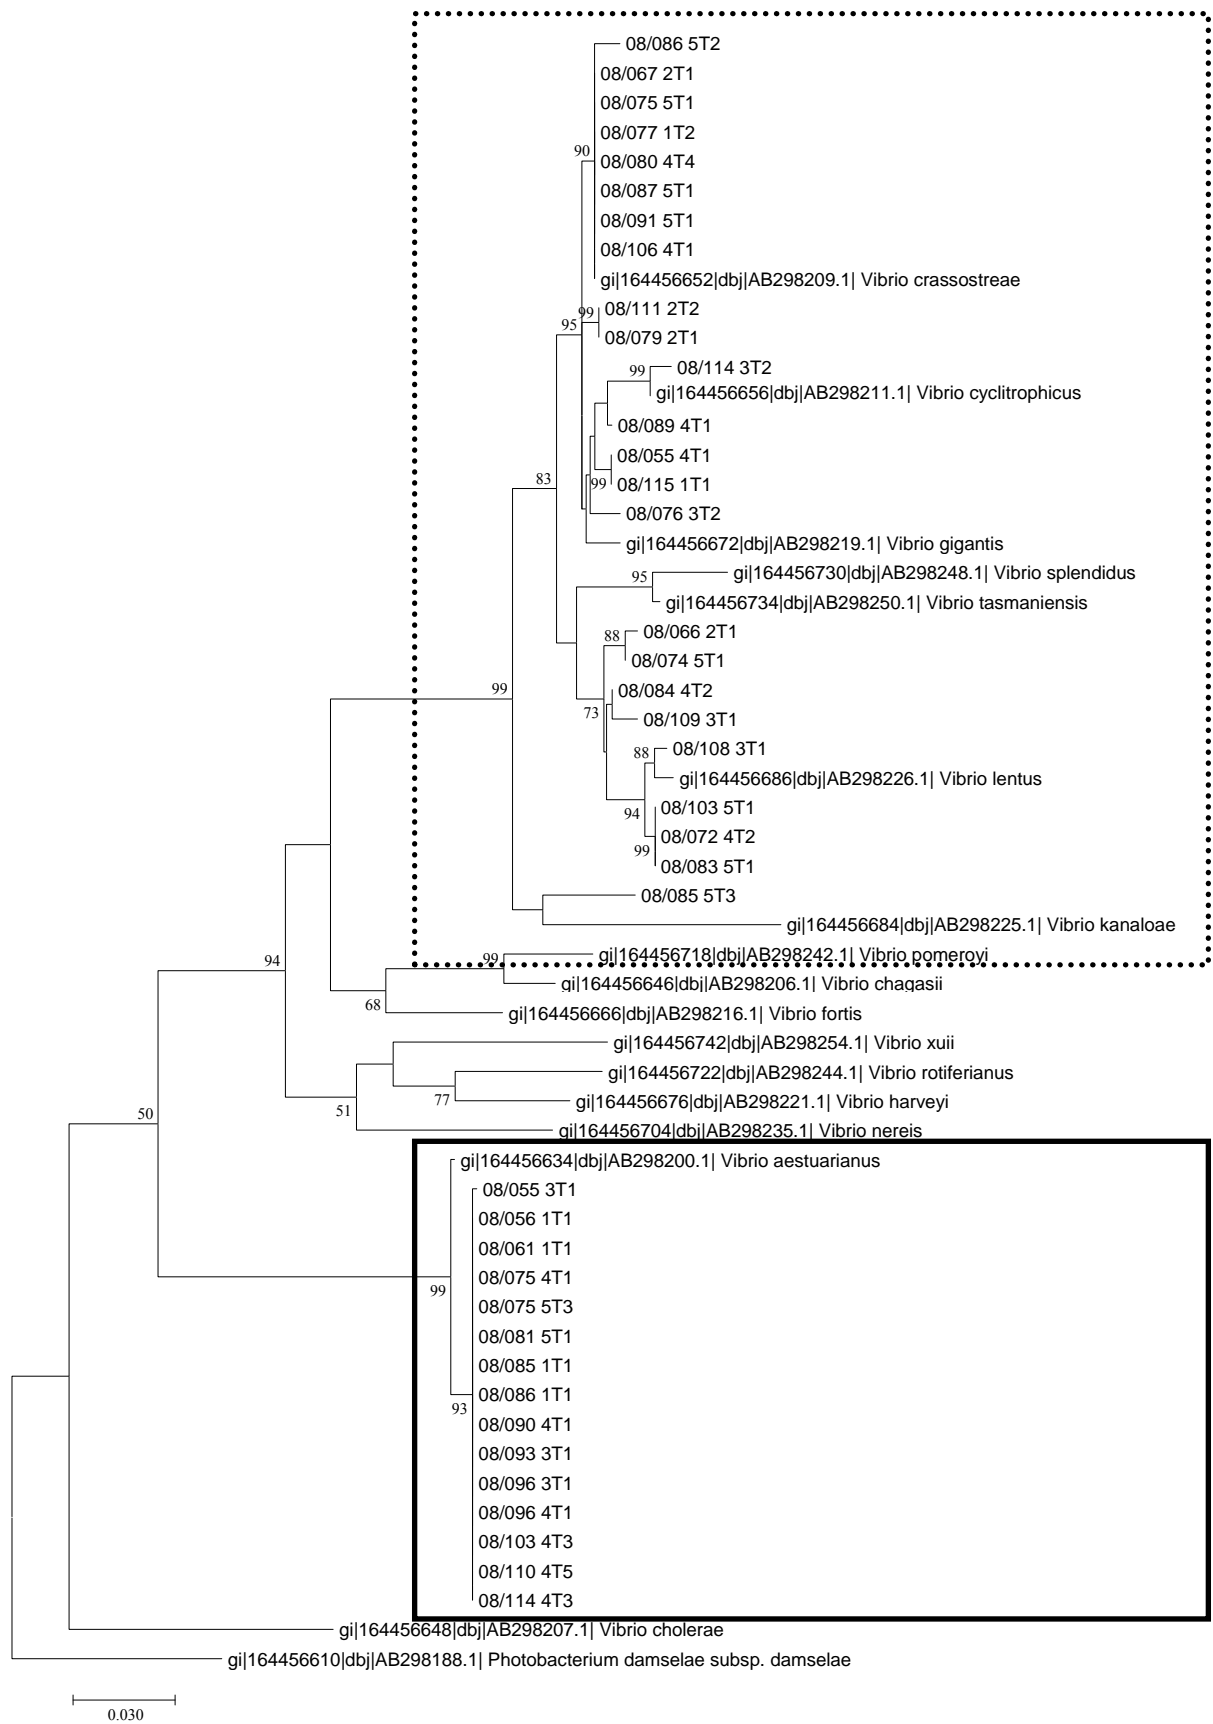 08/086 5T2
08/067 2T1
08/075 5T1
08/077 1T2
90
08/080 4T4
08/087 5T1
08/091 5T1
08/106 4T1
gi|164456652|dbj|AB298209.1| Vibrio crassostreae
08/111 2T2
99
95
08/079 2T1
08/114 3T2
99
gi|164456656|dbj|AB298211.1| Vibrio cyclitrophicus
08/089 4T1
08/055 4T1
83
99
08/115 1T1
08/076 3T2
gi|164456672|dbj|AB298219.1| Vibrio gigantis
gi|164456730|dbj|AB298248.1| Vibrio splendidus
95
gi|164456734|dbj|AB298250.1| Vibrio tasmaniensis
08/066 2T1
88
08/074 5T1
99
08/084 4T2
73
08/109 3T1
08/108 3T1
88
gi|164456686|dbj|AB298226.1| Vibrio lentus
08/103 5T1
94
08/072 4T2
99
08/083 5T1
08/085 5T3
gi|164456684|dbj|AB298225.1| Vibrio kanaloae
gi|164456718|dbj|AB298242.1| Vibrio pomeroyi
99
94
gi|164456646|dbj|AB298206.1| Vibrio chagasii
68
gi|164456666|dbj|AB298216.1| Vibrio fortis
gi|164456742|dbj|AB298254.1| Vibrio xuii
gi|164456722|dbj|AB298244.1| Vibrio rotiferianus
77
gi|164456676|dbj|AB298221.1| Vibrio harveyi
51
50
gi|164456704|dbj|AB298235.1| Vibrio nereis
gi|164456634|dbj|AB298200.1| Vibrio aestuarianus
08/055 3T1
08/056 1T1
08/061 1T1
08/075 4T1
99
08/075 5T3
08/081 5T1
08/085 1T1
08/086 1T1
93
08/090 4T1
08/093 3T1
08/096 3T1
08/096 4T1
08/103 4T3
08/110 4T5
08/114 4T3
gi|164456648|dbj|AB298207.1| Vibrio cholerae
gi|164456610|dbj|AB298188.1| Photobacterium damselae subsp. damselae
0.030